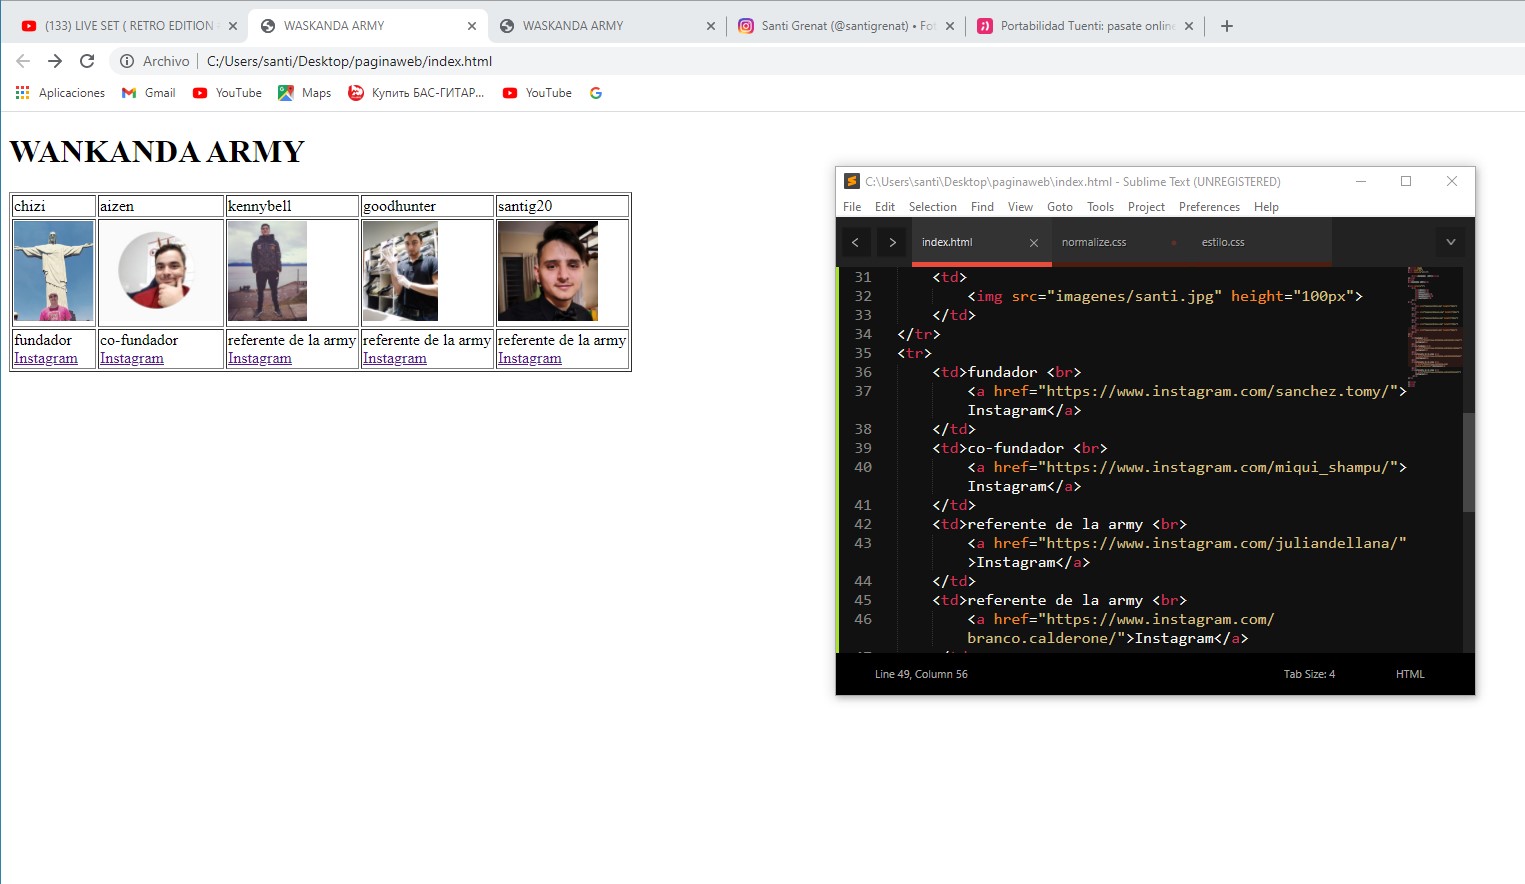 (133) LIVE SET ( RETRO EDITION
WASKANDA ARMY
WASKANDA ARMY
Santi Grenat (@santigrenat) • Fot
Portabilidad Tuenti: pasate online
Archivo
C:/Users/santi/Desktop/paginaweb/index.html
Aplicaciones
Gmail
YouTube
Maps
Купить БАС-ГИТАР...
YouTube
WANKANDA ARMY
chizi aizen kennybell goodhunter santig20
fundador co-fundador referente de la army referente de la army referente de la army
Instagram Instagram Instagram Instagram Instagram
C:\Users\santi\Desktop\paginaweb\index.html - Sublime Text (UNREGISTERED)
File Edit Selection Find View Goto Tools Project Preferences Help
index.html normalize.css estilo.css
31 <td>
32 <img src="imagenes/santi.jpg" height="100px">
33 </td>
34 </tr>
35 <tr>
36 <td>fundador <br>
37 <a href="https://www.instagram.com/sanchez.tomy/">
Instagram</a>
38 </td>
39 <td>co-fundador <br>
40 <a href="https://www.instagram.com/miqui_shampu/">
Instagram</a>
41 </td>
42 <td>referente de la army <br>
43 <a href="https://www.instagram.com/juliandellana/"
>Instagram</a>
44 </td>
45 <td>referente de la army <br>
46 <a href="https://www.instagram.com/
branco.calderone/">Instagram</a>
Line 49, Column 56
Tab Size: 4
HTML